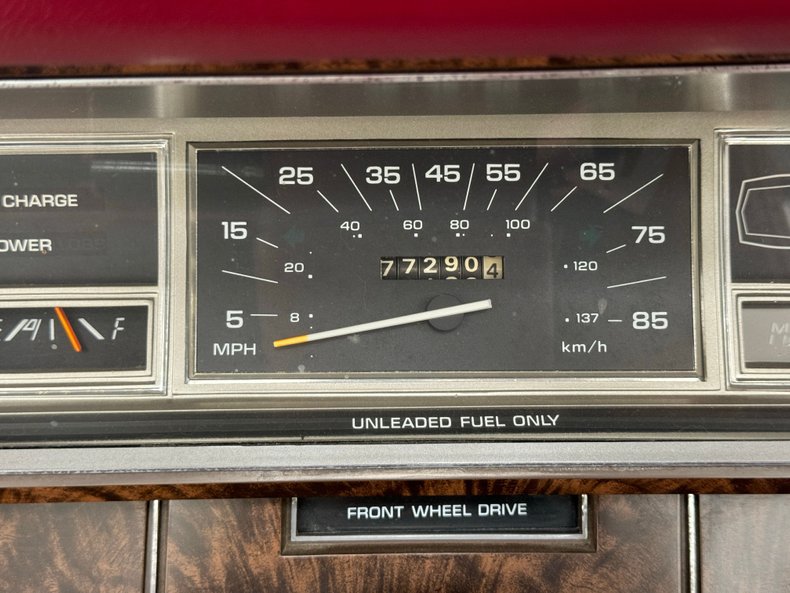 25 35 45 55 65
CHARGE
15 40 60 80 100 75
OWER
20 77290 4 120
5 8 137 85
F
MPH km/h
UNLEADED FUEL ONLY
FRONT WHEEL DRIVE